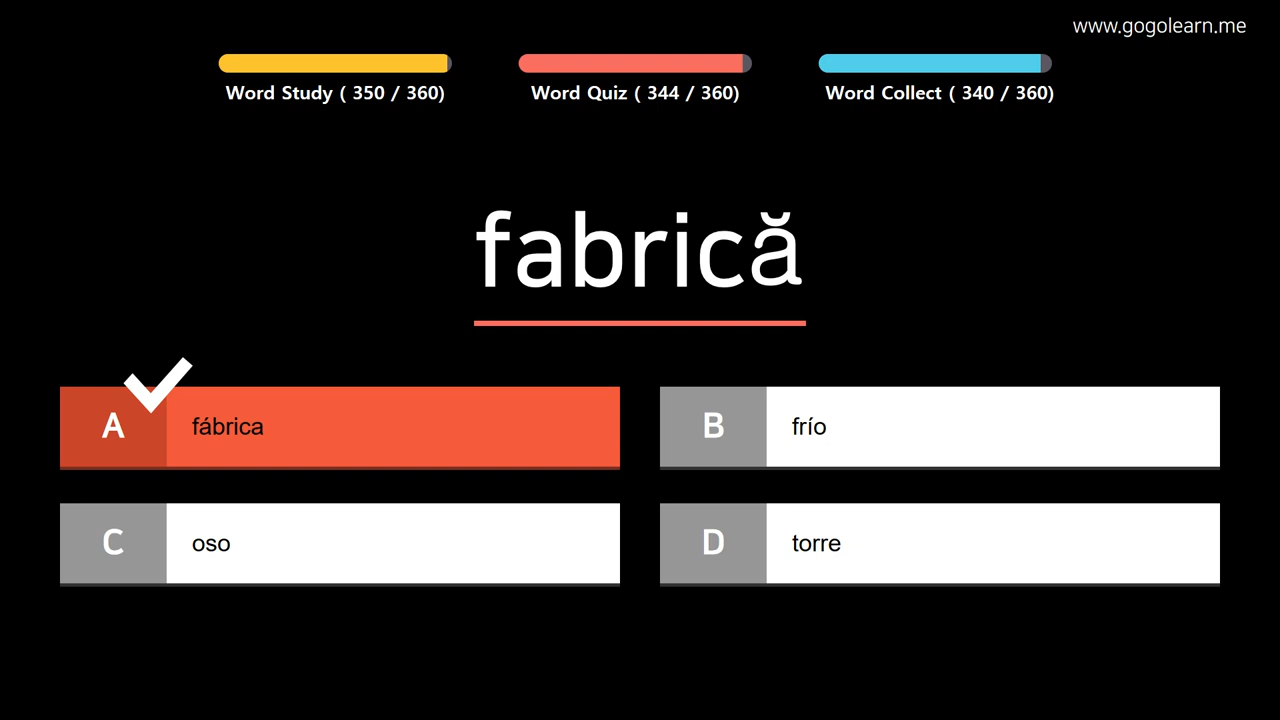 www.gogolearn.me
Word Study ( 350 / 360)
Word Quiz ( 344 / 360)
Word Collect ( 340 / 360)
fabrică
A fábrica
B frío
C oso
D torre